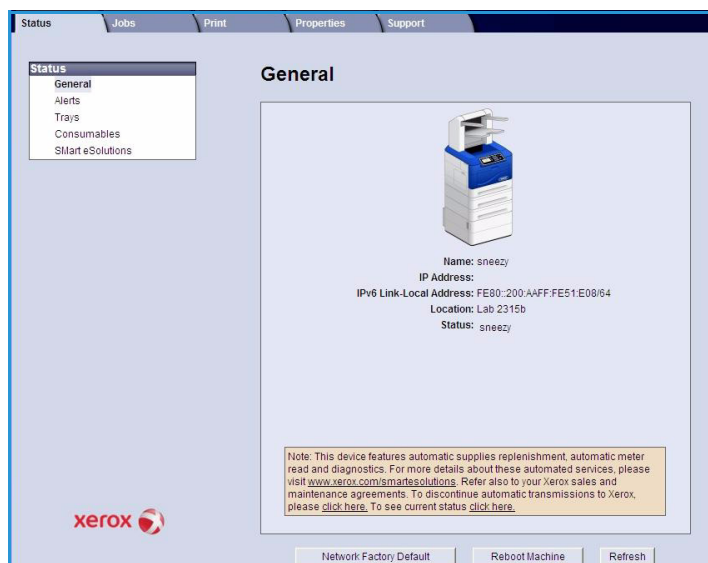 Status Jobs Print Properties Support
Status
General
Alerts
Trays
Consumables
SMart eSolutions
General
Name: sneezy
IP Address:
IPv6 Link-Local Address: FE80::200:AAFF:FE51:E08/64
Location: Lab 2315b
Status: sneezy
Note: This device features automatic supplies replenishment, automatic meter
read and diagnostics. For more details about these automated services, please
visit www.xerox.com/smartesolutions. Refer also to your Xerox sales and
maintenance agreements. To discontinue automatic transmissions to Xerox,
please click here. To see current status click here.
xerox
Network Factory Default Reboot Machine Refresh